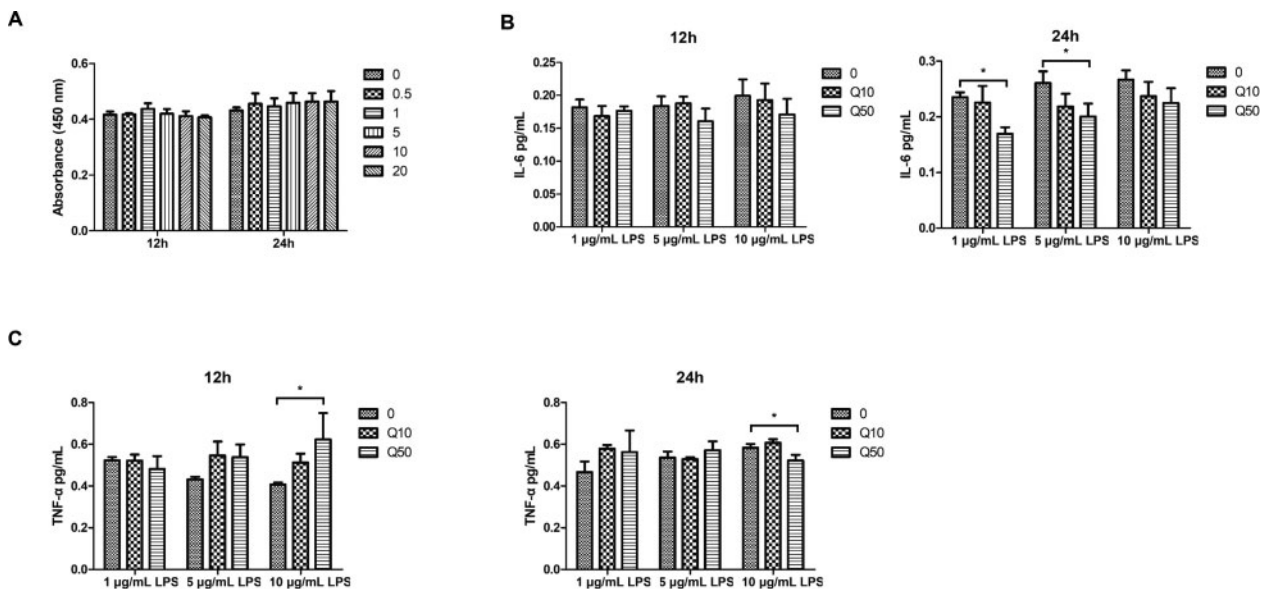 A
Absorbance (450 nm)
0.6
0.4
0.2
0.0
12h
24h
0
0.5
1
5
10
20
B
12h
IL-6 pg/mL
0.25
0.20
0.15
0.10
0.05
0.00
1 µg/mL LPS
5 µg/mL LPS
10 µg/mL LPS
0
Q10
Q50
24h
IL-6 pg/mL
0.3
0.2
0.1
0.0
*
*
1 µg/mL LPS
5 µg/mL LPS
10 µg/mL LPS
0
Q10
Q50
C
12h
TNF-α pg/mL
0.8
0.6
0.4
0.2
0.0
*
1 µg/mL LPS
5 µg/mL LPS
10 µg/mL LPS
0
Q10
Q50
24h
TNF-α pg/mL
0.8
0.6
0.4
0.2
0.0
*
1 µg/mL LPS
5 µg/mL LPS
10 µg/mL LPS
0
Q10
Q50